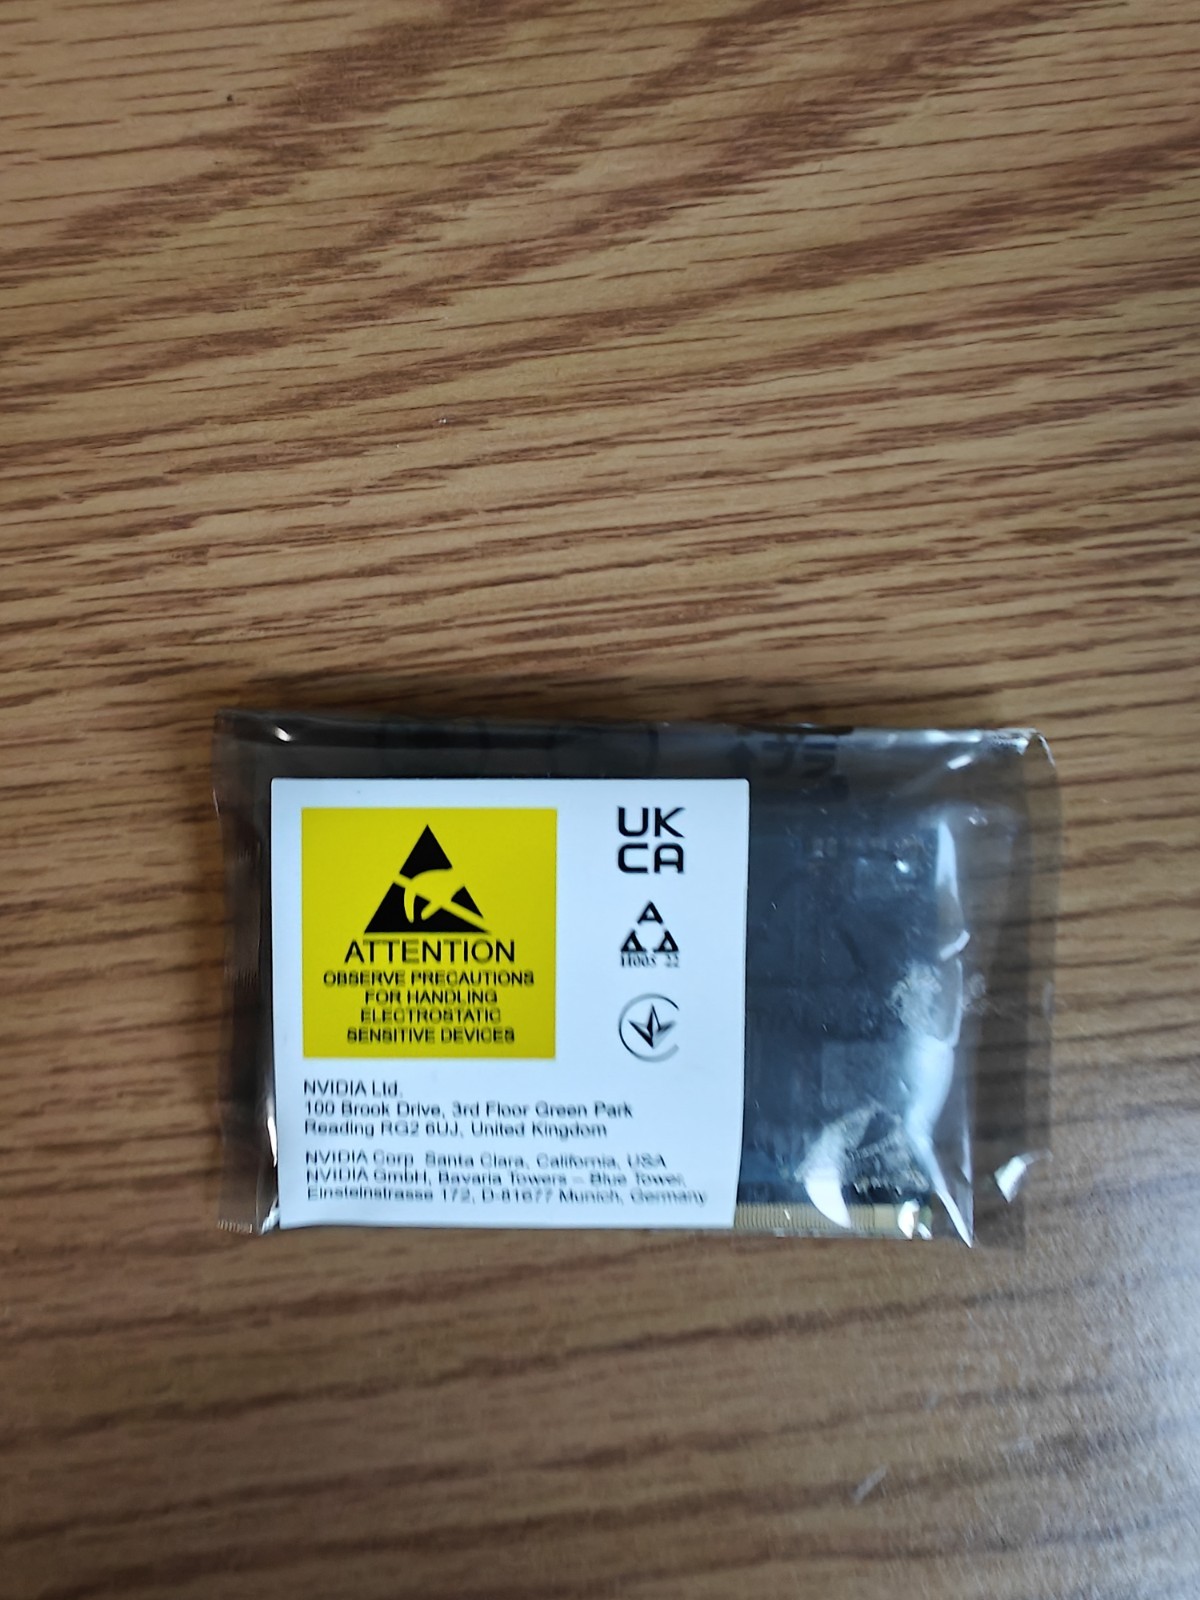 ATTENTION
OBSERVE PRECAUTIONS
FOR HANDLING
ELECTROSTATIC
SENSITIVE DEVICES
UK
CA
A
A A
H005 22
NVIDIA Ltd.
100 Brook Drive, 3rd Floor Green Park
Reading RG2 6UJ, United Kingdom
NVIDIA Corp. Santa Clara, California, USA
NVIDIA GmbH, Bavaria Towers – Blue Tower,
Einsteinstrasse 172, D-81677 Munich, Germany